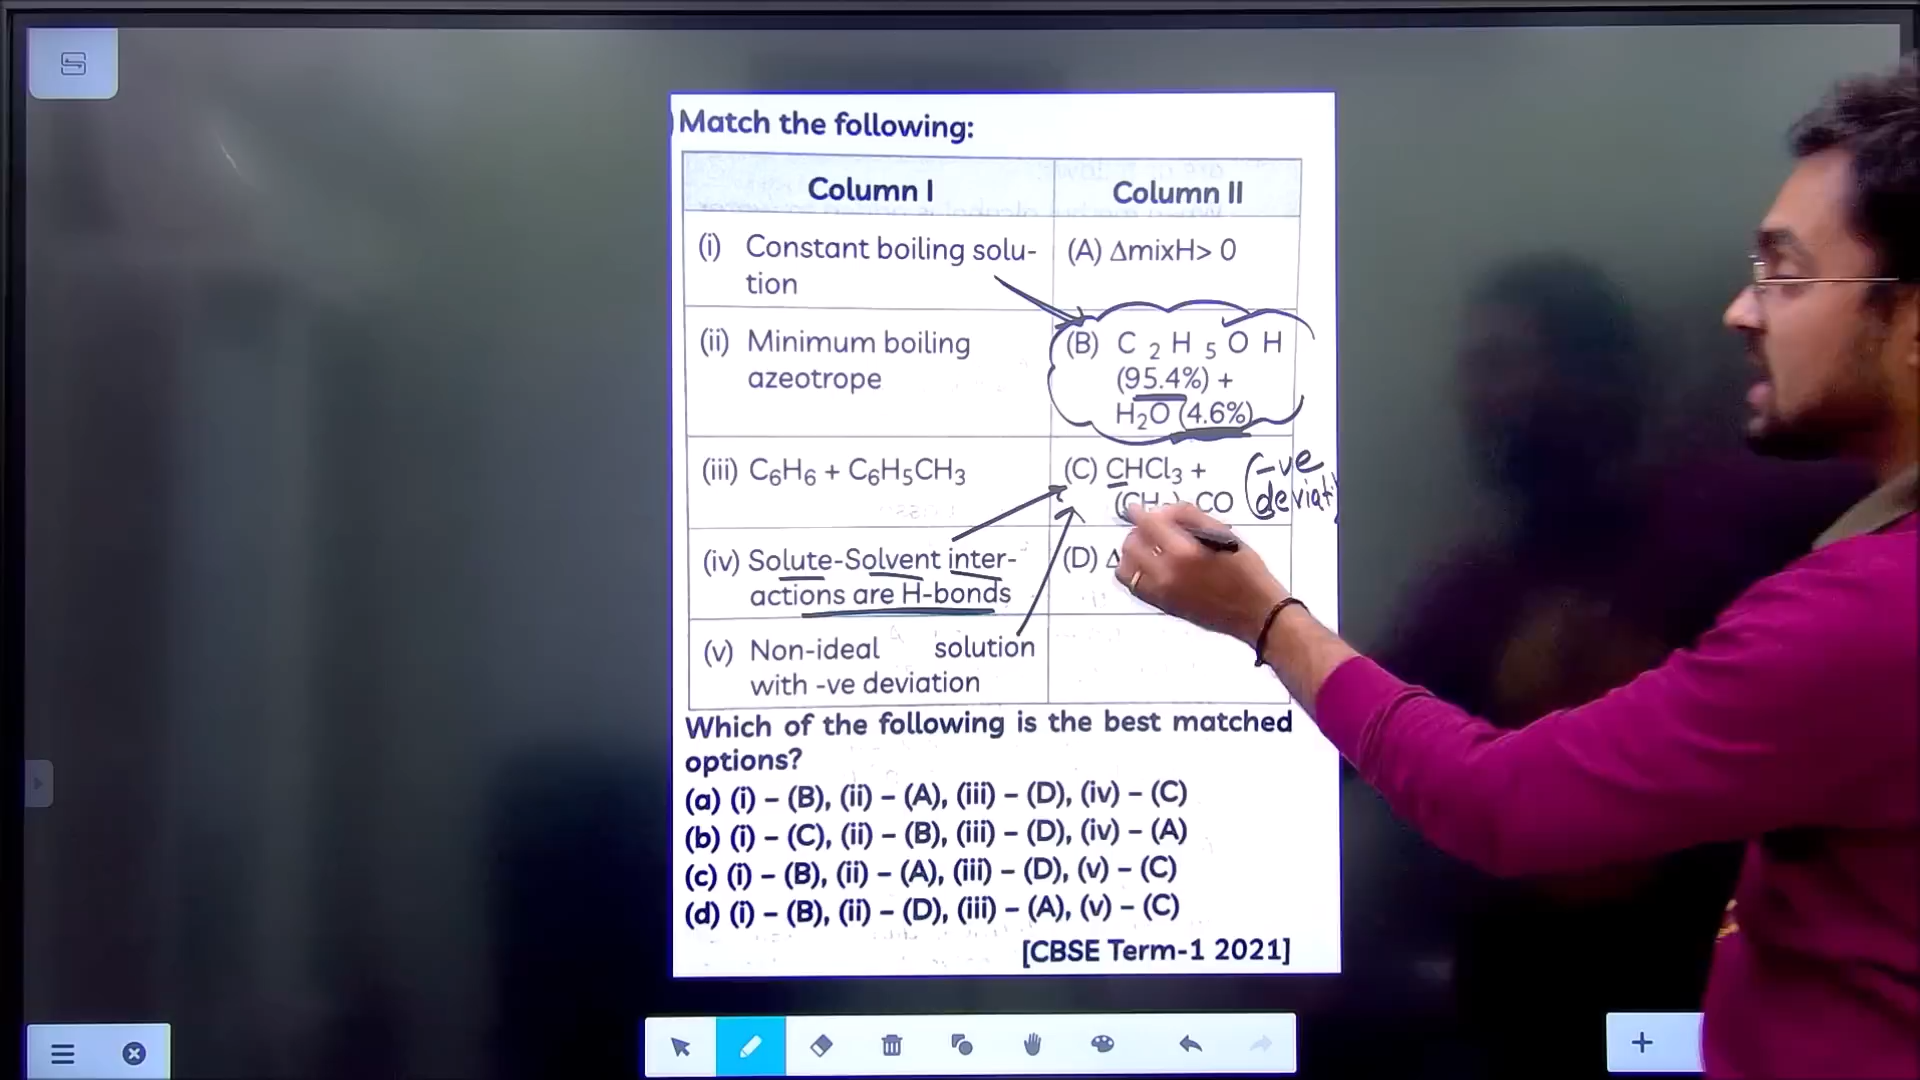 Match the following:
Column I
Column II
(i) Constant boiling solu-
tion
(A) ΔmixH> 0
(ii) Minimum boiling
azeotrope
(B) C 2 H 5 O H
(95.4%) +
H2O (4.6%)
(iii) C6H6 + C6H5CH3
(C) CHCl3 +
CO
(-ve
deviati
(iv) Solute-Solvent inter-
actions are H-bonds
(D) Δ
(v) Non-ideal solution
with -ve deviation
Which of the following is the best matched
options?
(a) (i) – (B), (ii) – (A), (iii) – (D), (iv) – (C)
(b) (i) – (C), (ii) – (B), (iii) – (D), (iv) – (A)
(c) (i) – (B), (ii) – (A), (iii) – (D), (v) – (C)
(d) (i) – (B), (ii) – (D), (iii) – (A), (v) – (C)
[CBSE Term-1 2021]